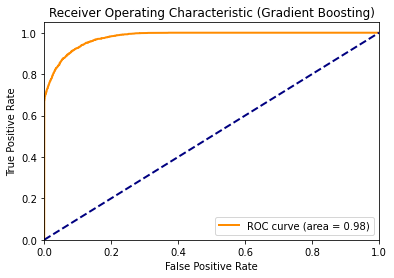 Receiver Operating Characteristic (Gradient Boosting)
1.0
0.8
0.6
0.4
0.2
0.0
True Positive Rate
ROC curve (area = 0.98)
0.0 0.2 0.4 0.6 0.8 1.0
False Positive Rate